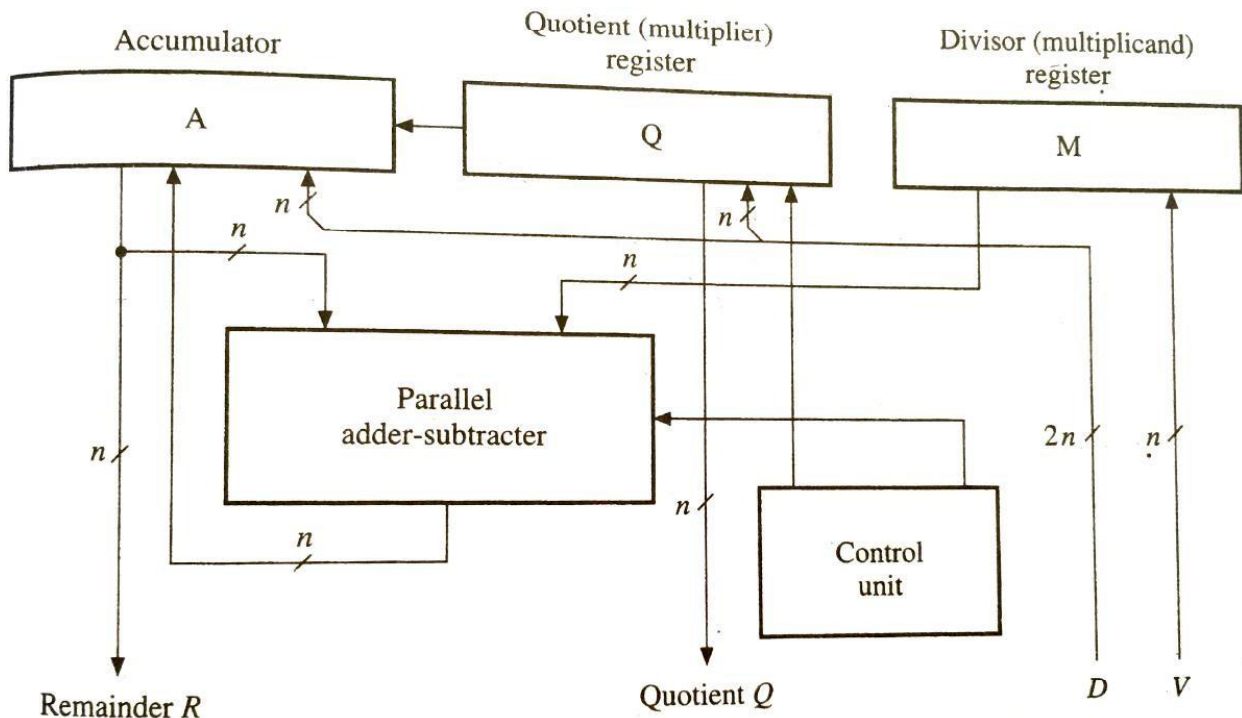 Accumulator
Quotient (multiplier)
register
Divisor (multiplicand)
register
A
Q
M
n
n
n
n
Parallel
adder-subtracter
n
2n
n
n
n
Control
unit
Remainder R
Quotient Q
D
V